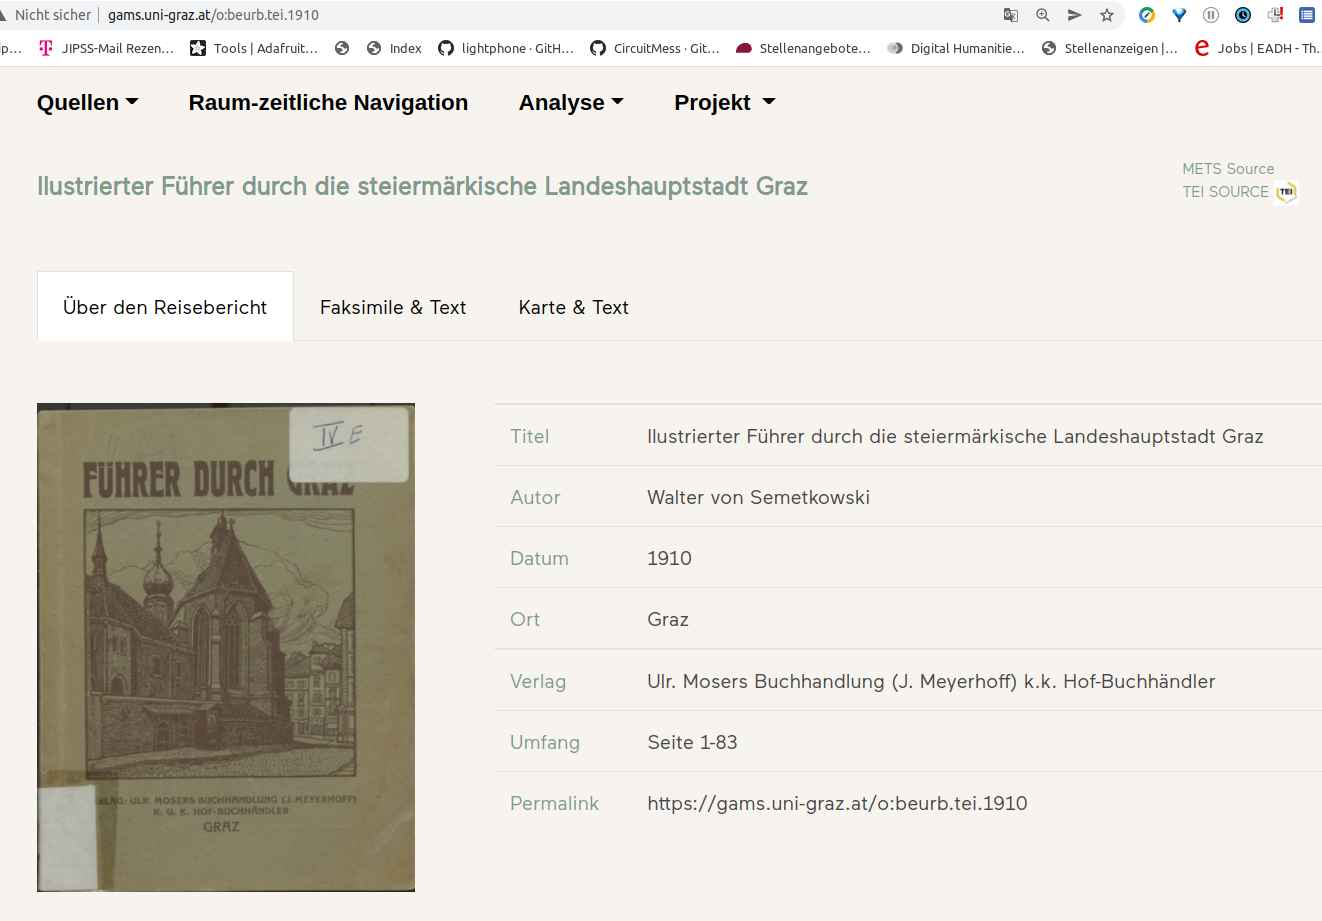 Nicht sicher | gams.uni-graz.at/o:beurb.tei.1910
ip... JIPSS-Mail Rezen... Tools | Adafruit... Index lightphone · GitH... CircuitMess · Git... Stellenangebote... Digital Humanitie... Stellenanzeigen |... Jobs | EADH - Th...
Quellen Raum-zeitliche Navigation Analyse Projekt
Ilustrierter Führer durch die steiermärkische Landeshauptstadt Graz
METS Source
TEI SOURCE TEI
Über den Reisebericht Faksimile & Text Karte & Text
IV E
FÜHRER DURCH GRAZ
VERLAG: ULR. MOSERS BUCHHANDLUNG (J. MEYERHOFF)
K. U. K. HOF-BUCHHÄNDLER
GRAZ
Titel Ilustrierter Führer durch die steiermärkische Landeshauptstadt Graz
Autor Walter von Semetkowski
Datum 1910
Ort Graz
Verlag Ulr. Mosers Buchhandlung (J. Meyerhoff) k.k. Hof-Buchhändler
Umfang Seite 1-83
Permalink https://gams.uni-graz.at/o:beurb.tei.1910